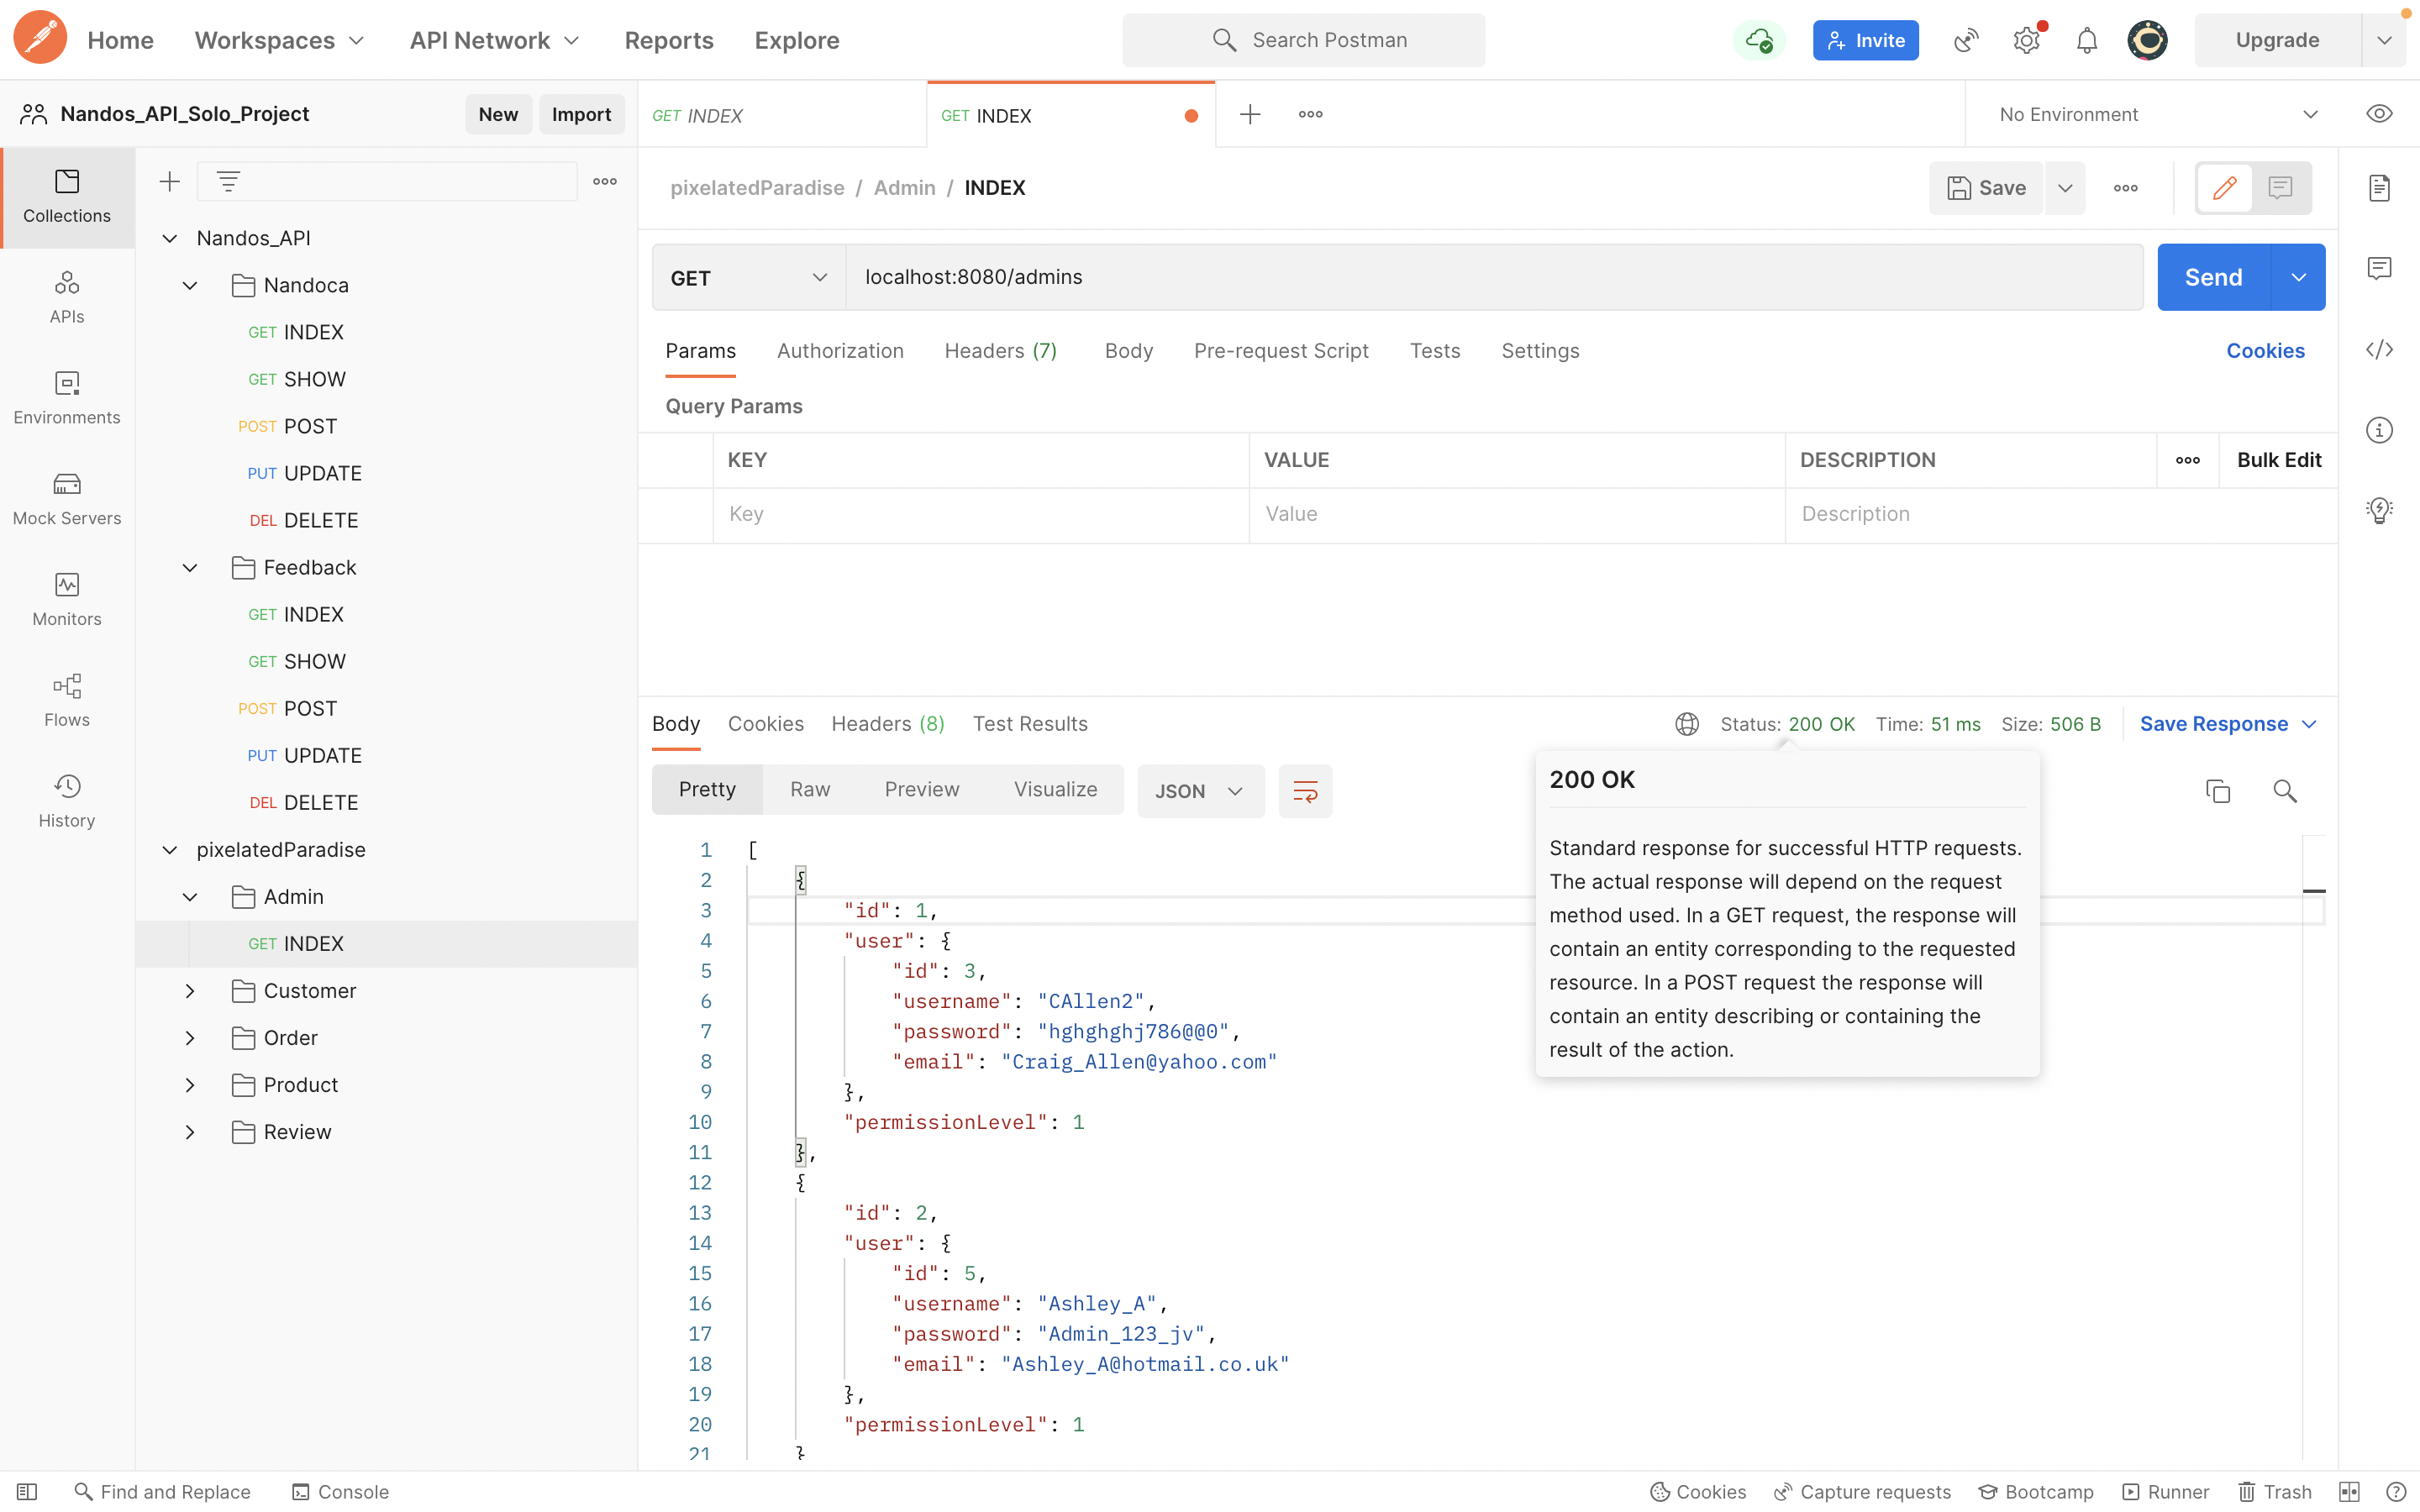 Home Workspaces API Network Reports Explore Search Postman Invite Upgrade
Nandos_API_Solo_Project New Import GET INDEX GET INDEX No Environment
Collections
APIs
Environments
Mock Servers
Monitors
Flows
History
Nandos_API
Nandoca
GET INDEX
GET SHOW
POST POST
PUT UPDATE
DEL DELETE
Feedback
GET INDEX
GET SHOW
POST POST
PUT UPDATE
DEL DELETE
pixelatedParadise
Admin
GET INDEX
Customer
Order
Product
Review
pixelatedParadise / Admin / INDEX Save
GET localhost:8080/admins Send
Params Authorization Headers (7) Body Pre-request Script Tests Settings Cookies
Query Params
KEY VALUE DESCRIPTION Bulk Edit
Key Value Description
Body Cookies Headers (8) Test Results Status: 200 OK Time: 51 ms Size: 506 B Save Response
Pretty Raw Preview Visualize JSON
200 OK
Standard response for successful HTTP requests.
The actual response will depend on the request
method used. In a GET request, the response will
contain an entity corresponding to the requested
resource. In a POST request the response will
contain an entity describing or containing the
result of the action.
1 [
2 {
3 "id": 1,
4 "user": {
5 "id": 3,
6 "username": "CAllen2",
7 "password": "hghghghj786@@0",
8 "email": "Craig_Allen@yahoo.com"
9 },
10 "permissionLevel": 1
11 },
12 {
13 "id": 2,
14 "user": {
15 "id": 5,
16 "username": "Ashley_A",
17 "password": "Admin_123_jv",
18 "email": "Ashley_A@hotmail.co.uk"
19 },
20 "permissionLevel": 1
21 }
Find and Replace Console Cookies Capture requests Bootcamp Runner Trash